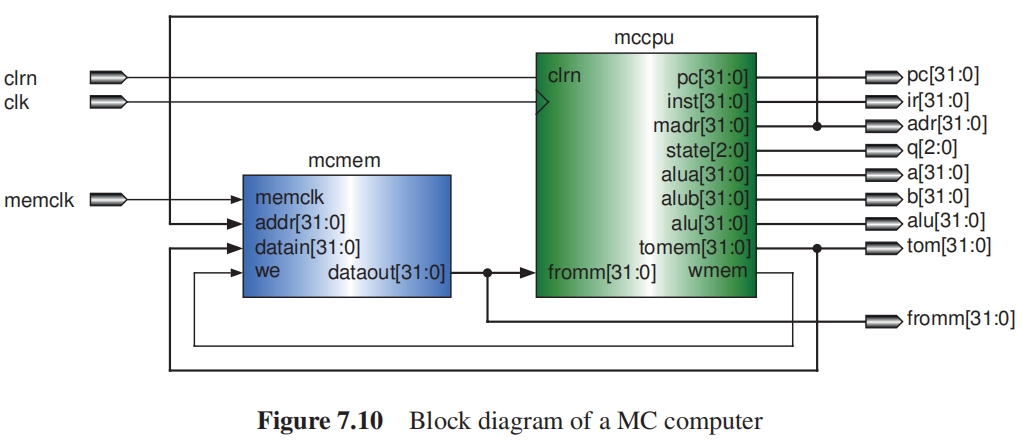 mccpu
clrn clrn pc[31:0] pc[31:0]
clk inst[31:0] ir[31:0]
madr[31:0] adr[31:0]
state[2:0] q[2:0]
mcmem alua[31:0] a[31:0]
memclk memclk alub[31:0] b[31:0]
addr[31:0] alu[31:0] alu[31:0]
datain[31:0] tomem[31:0] tom[31:0]
we dataout[31:0] fromm[31:0] wmem
fromm[31:0]
Figure 7.10 Block diagram of a MC computer